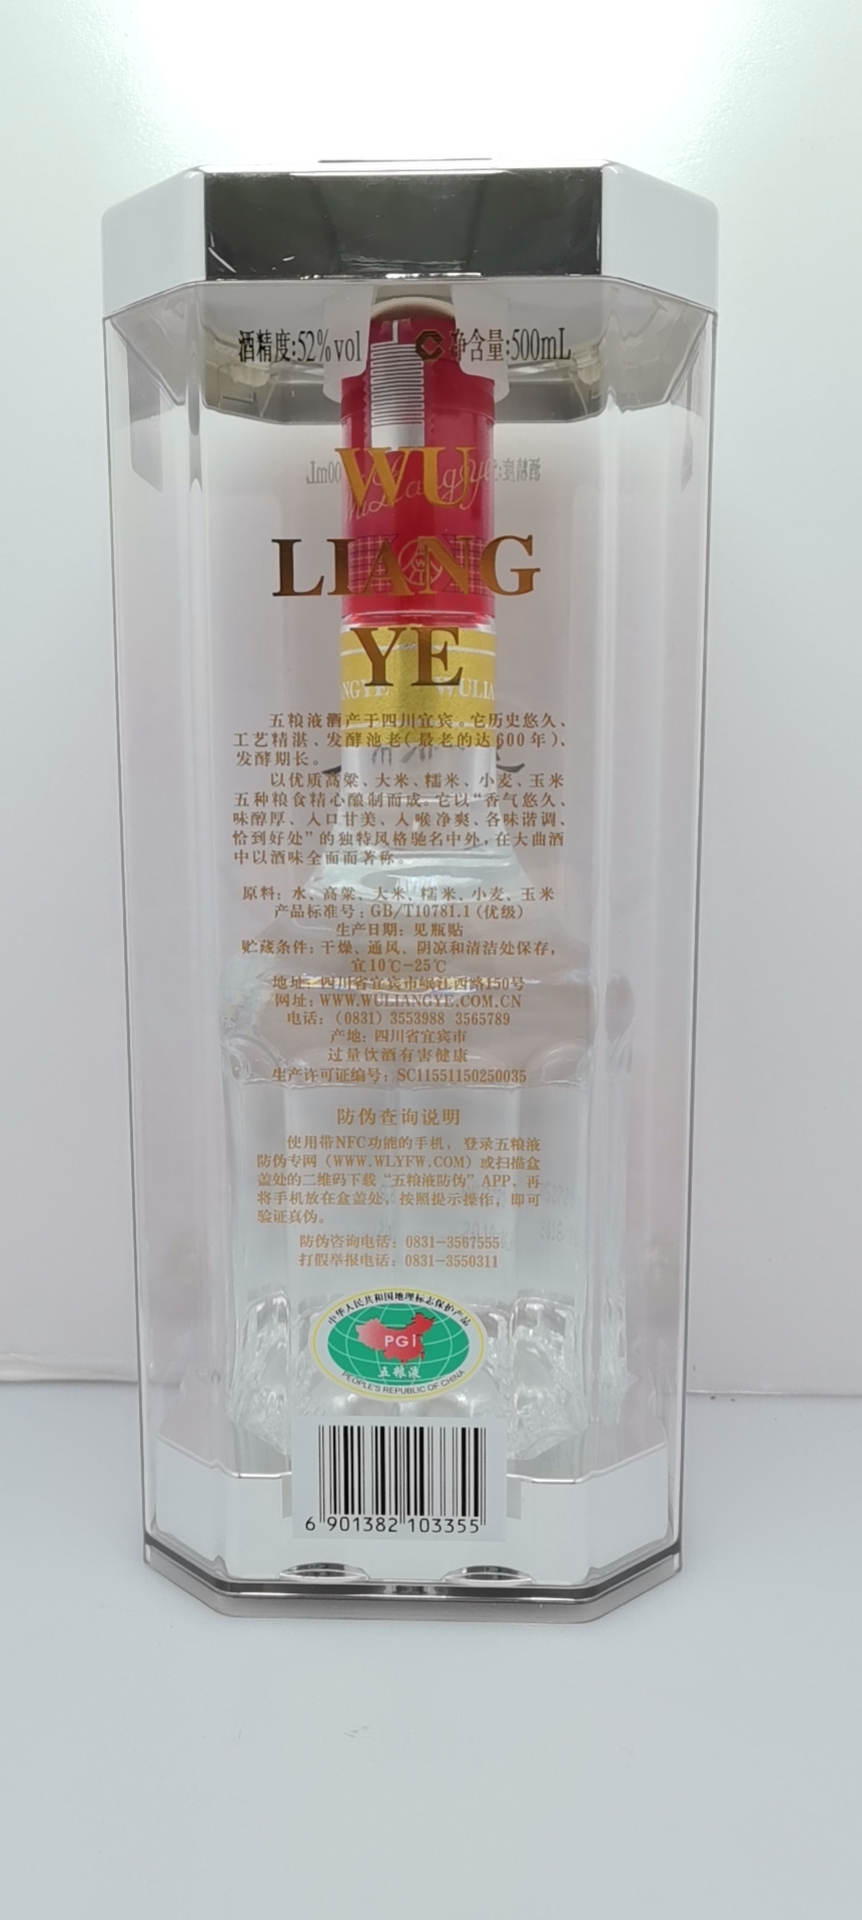 酒精度:52%vol
净含量:500mL
WU
LIANG
YE
五粮液酒产于四川宜宾。它历史悠久、
工艺精湛、发酵池老(最老的达600年)、
发酵期长。
以优质高粱、大米、糯米、小麦、玉米
五种粮食精心酿制而成。它以“香气悠久、
味醇厚、入口甘美、入喉净爽、各味谐调、
恰到好处”的独特风格驰名中外,在大曲酒
中以酒味全面而著称。
原料: 水、高粱、大米、糯米、小麦、玉米
产品标准号: GB/T10781.1(优级)
生产日期: 见瓶贴
贮藏条件: 干燥、通风、阴凉和清洁处保存,
宜10℃-25℃
地址: 四川省宜宾市岷江西路150号
网址: WWW.WULIANGYE.COM.CN
电话: (0831) 3553988 3565789
产地: 四川省宜宾市
过量饮酒有害健康
生产许可证编号: SC11551150250035
防伪查询说明
使用带NFC功能的手机, 登录五粮液
防伪专网 (WWW.WLYFW.COM) 或扫描盒
盖处的二维码下载“五粮液防伪”APP, 再
将手机放在盒盖处, 按照提示操作, 即可
验证真伪。
防伪咨询电话: 0831-3567555
打假举报电话: 0831-3550311
中华人民共和国地理标志保护产品
PGI
五粮液
PEOPLE'S REPUBLIC OF CHINA
6 901382 103355